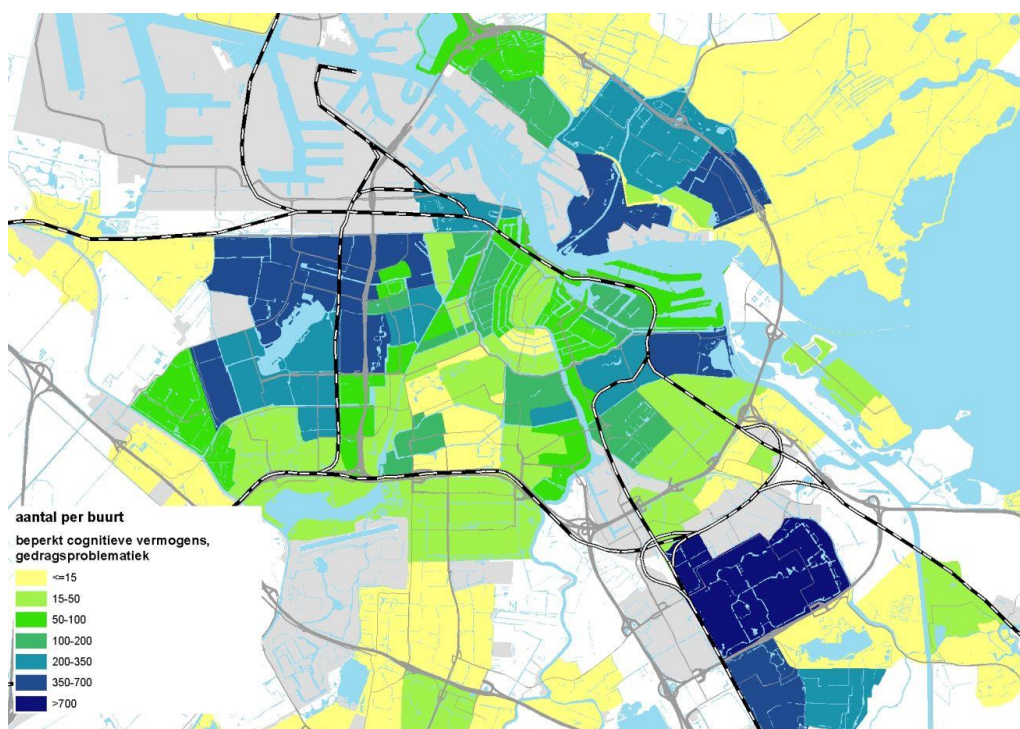 aantal per buurt
beperkt cognitieve vermogens,
gedragsproblematiek
<=15
15-50
50-100
100-200
200-350
350-700
>700